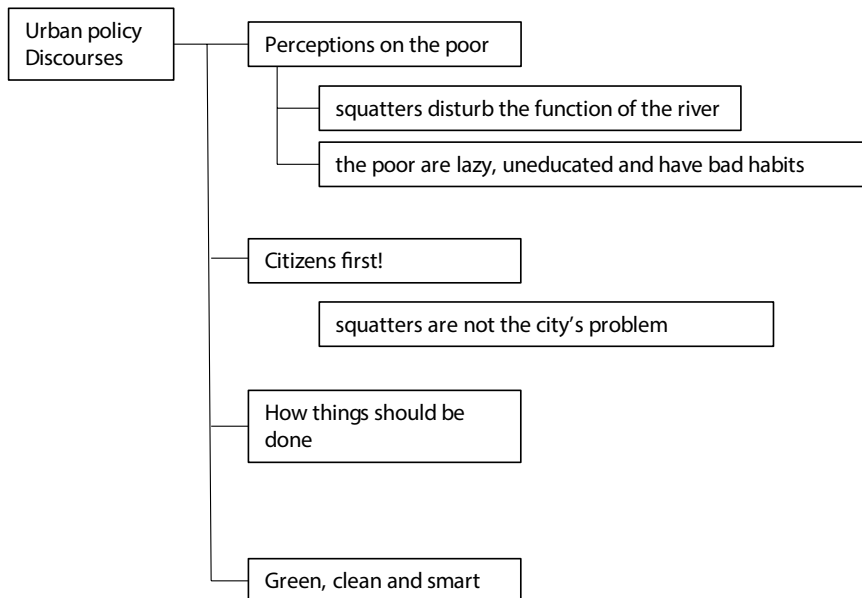 Urban policy
Discourses
Perceptions on the poor
squatters disturb the function of the river
the poor are lazy, uneducated and have bad habits
Citizens first!
squatters are not the city's problem
How things should be
done
Green, clean and smart